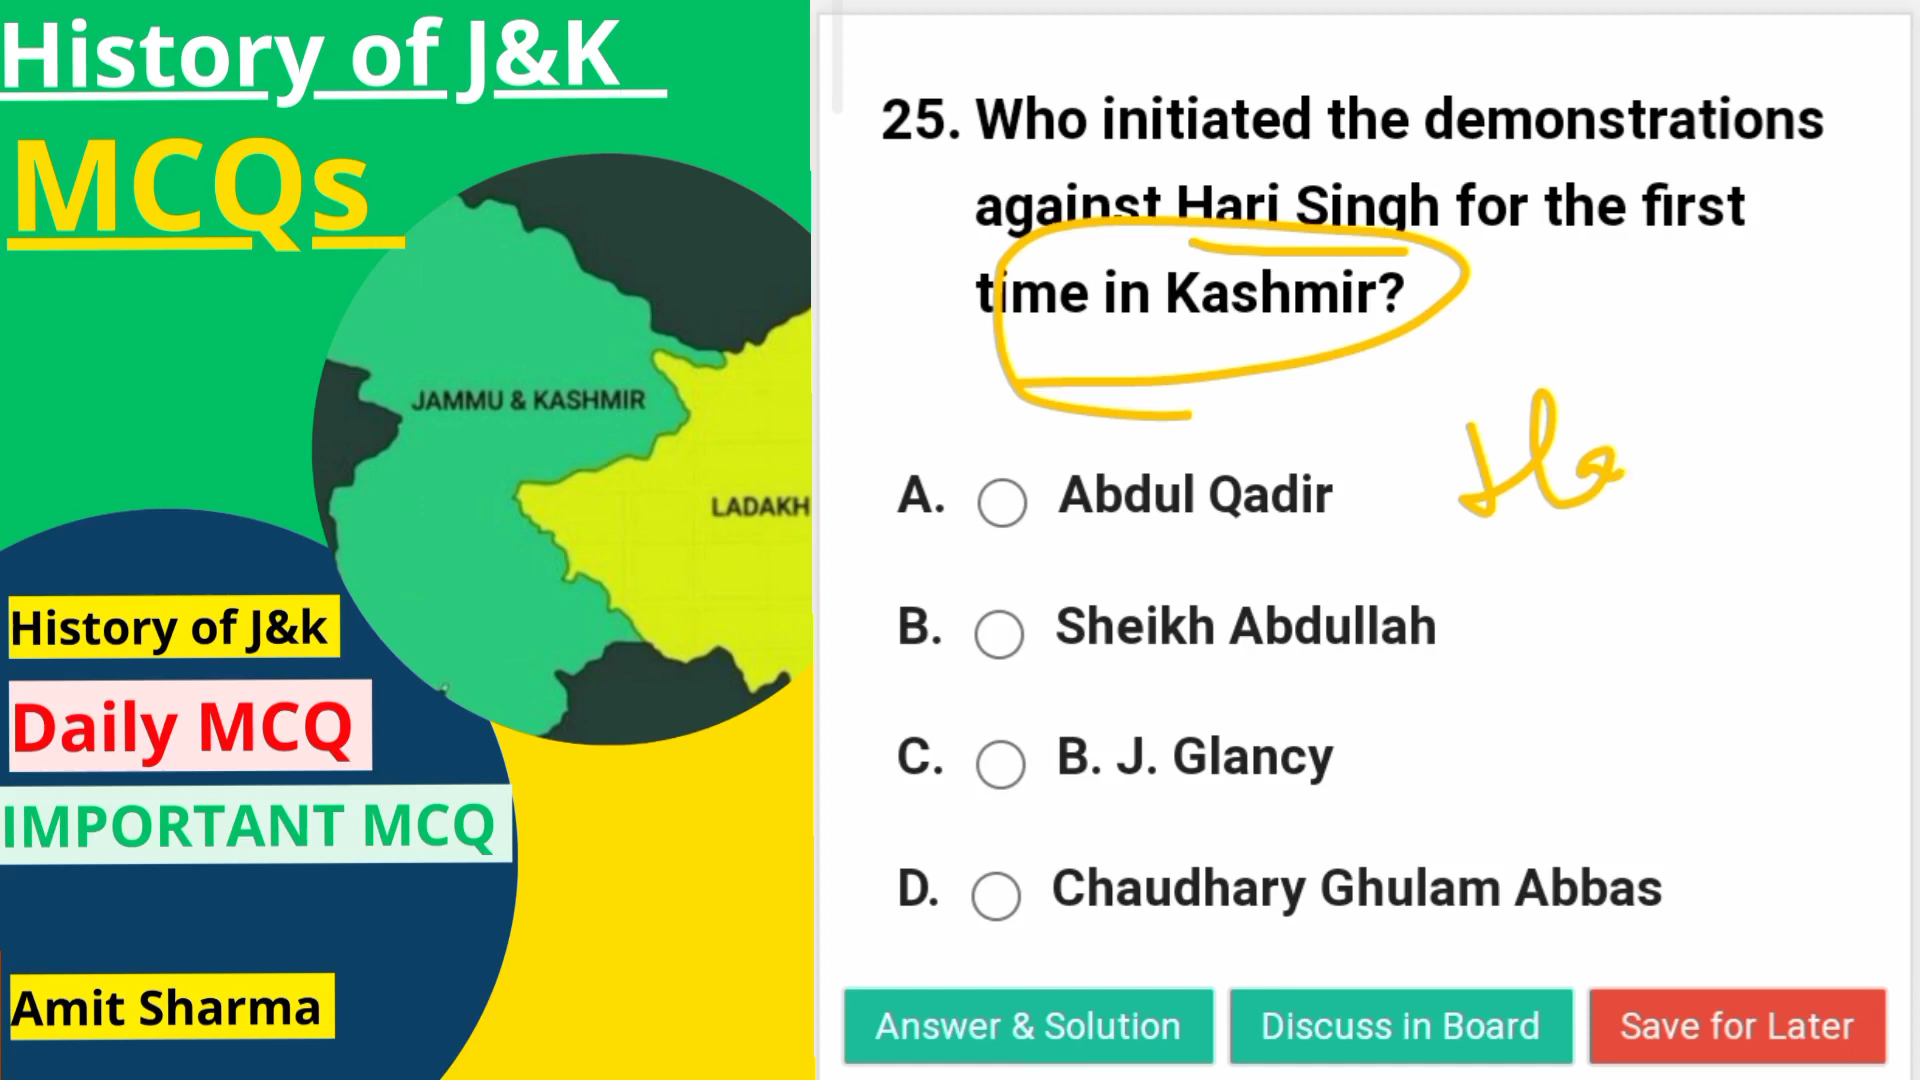 History of J&K
MCQs
JAMMU & KASHMIR
LADAKH
History of J&k
Daily MCQ
IMPORTANT MCQ
Amit Sharma
25. Who initiated the demonstrations
against Hari Singh for the first
time in Kashmir?
A. Abdul Qadir
B. Sheikh Abdullah
C. B. J. Glancy
D. Chaudhary Ghulam Abbas
Answer & Solution
Discuss in Board
Save for Later